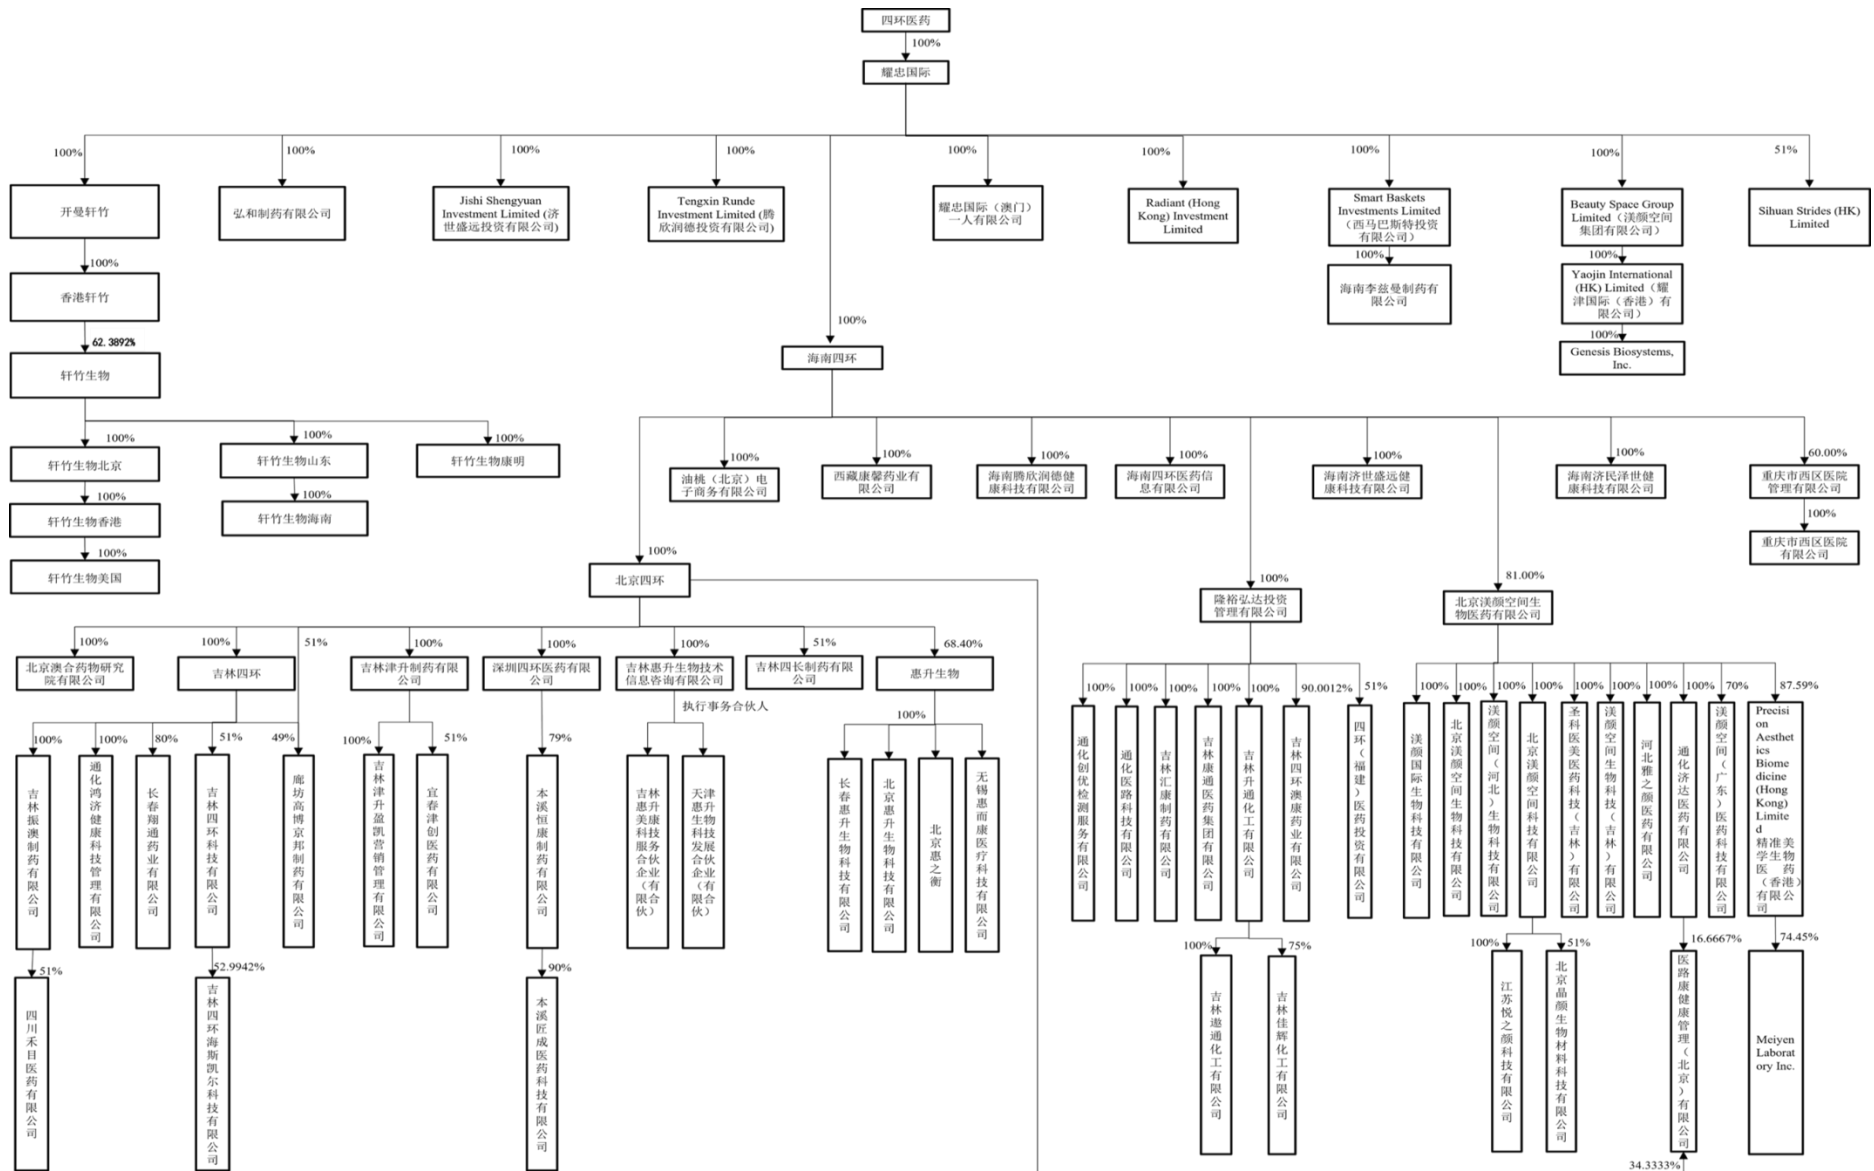 四环医药
100%
耀忠国际
100%
100%
100%
100%
100%
100%
100%
100%
51%
开曼轩竹
弘和制药有限公司
Jishi Shengyuan
Investment Limited (济
世盛远投资有限公司)
Tengxin Runde
Investment Limited (腾
欣润德投资有限公司)
耀忠国际（澳门）
一人有限公司
Radiant (Hong
Kong) Investment
Limited
Smart Baskets
Investments Limited
（西马巴斯特投资
有限公司）
Beauty Space Group
Limited（渼颜空间
集团有限公司）
Sihuan Strides (HK)
Limited
100%
100%
100%
香港轩竹
海南李兹曼制药有
限公司
Yaojin International
(HK) Limited（耀
津国际（香港）有
限公司）
100%
62.3892%
100%
轩竹生物
海南四环
Genesis Biosystems,
Inc.
100%
100%
100%
轩竹生物北京
轩竹生物山东
轩竹生物康明
100%
100%
轩竹生物香港
轩竹生物海南
100%
轩竹生物美国
100%
100%
100%
100%
100%
100%
60.00%
油桃（北京）电
子商务有限公司
西藏康馨药业有
限公司
海南腾欣润德健
康科技有限公司
海南四环医药信
息有限公司
海南济世盛远健
康科技有限公司
海南济民泽世健
康科技有限公司
重庆市西区医院
管理有限公司
100%
重庆市西区医院
有限公司
100%
北京四环
100%
隆裕弘达投资
管理有限公司
81.00%
北京渼颜空间生
物医药有限公司
100%
100%
51%
100%
100%
100%
51%
68.40%
北京澳合药物研究
院有限公司
吉林四环
吉林津升制药有限
公司
深圳四环医药有限
公司
吉林惠升生物技术
信息咨询有限公司
吉林四长制药有限
公司
惠升生物
执行事务合伙人
100%
100%
80%
51%
49%
100%
51%
79%
100%
吉林振澳制药有限公司
通化鸿济健康科技管理有限公司
长春翔通药业有限公司
吉林四环科技有限公司
廊坊高博京邦制药有限公司
吉林津升盈凯营销管理有限公司
宜春津创医药有限公司
本溪恒康制药有限公司
吉林
惠升
美康
科技
服务
合伙
企业
（有
限合
伙）
天津
惠升
生物
科技
发展
合伙
企业
（有
限合
伙）
长春惠升生物科技有限公司
北京惠升生物科技有限公司
北京惠之衡
无锡惠而康医疗科技有限公司
51%
52.9942%
90%
四川禾目医药有限公司
吉林四环海斯凯尔科技有限公司
本溪匠成医药科技有限公司
100%
100%
100%
100%
100%
90.0012%
51%
通化创优检测服务有限公司
通化医路科技有限公司
吉林汇康制药有限公司
吉林康通医药集团有限公司
吉林升通化工有限公司
吉林四环澳康药业有限公司
四环（福建）医药投资有限公司
100%
75%
吉林遨通化工有限公司
吉林佳辉化工有限公司
100%
100%
100%
100%
100%
100%
100%
100%
70%
87.59%
渼颜国际生物科技有限公司
北京渼颜空间生物科技有限公司
渼颜空间（河北）生物科技有限公司
北京渼颜空间科技有限公司
圣科医美医药科技（吉林）有限公司
渼颜空间生物科技（吉林）有限公司
河北雅之颜医药有限公司
通化济达医药有限公司
渼颜空间（广东）医药科技有限公司
Precisi
on
Aesthet
ics
Biome
dicine
(Hong
Kong)
Limite
d
精准美
学生物
医药
（香港）
有限公
司
100%
51%
16.6667%
74.45%
江苏悦之颜科技有限公司
北京晶颜生物材料科技有限公司
医路康健康管理（北京）有限公司
Meiyen
Laborat
ory Inc.
34.3333%